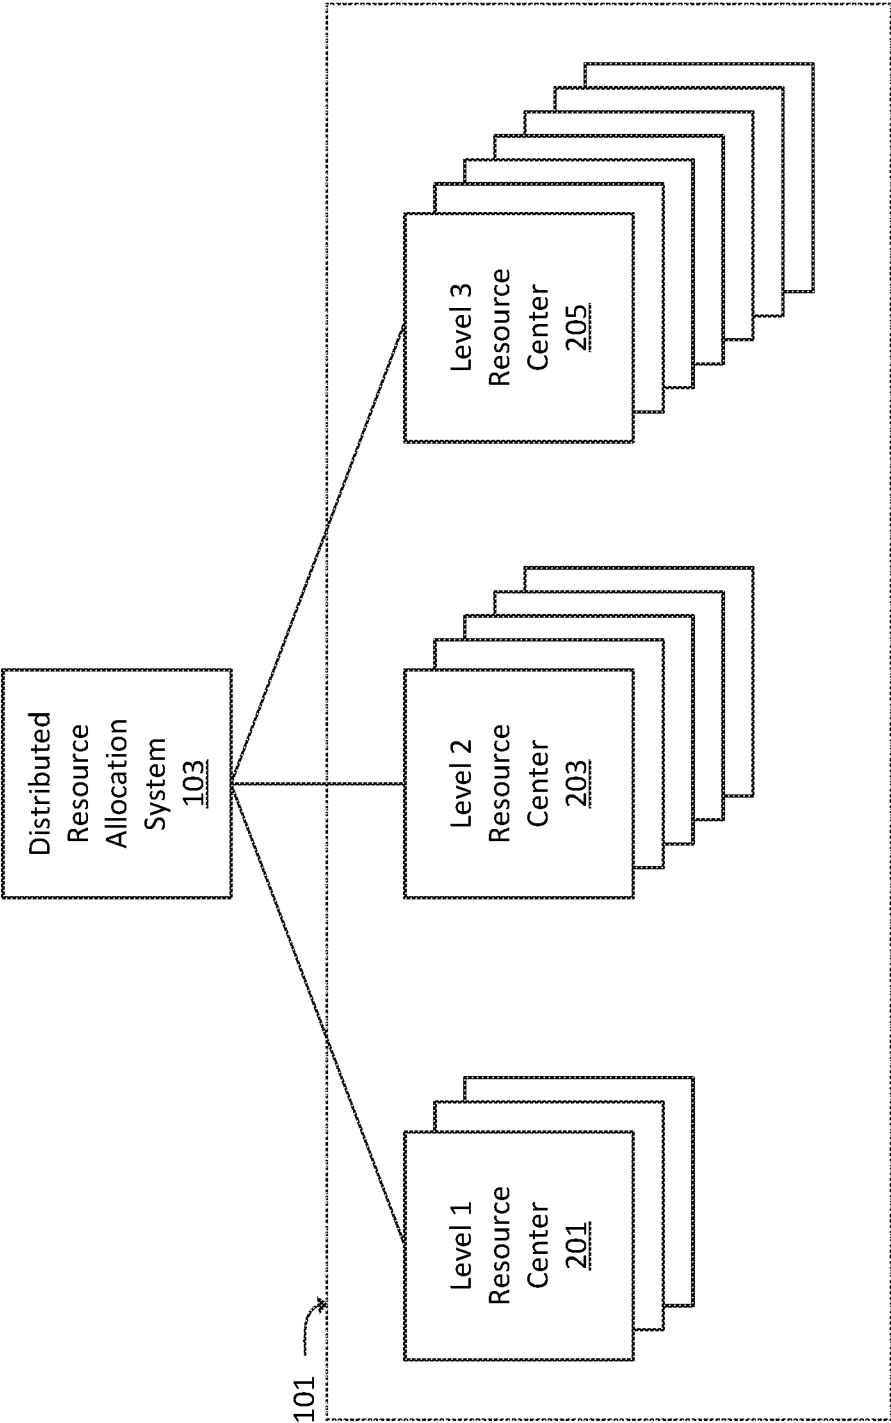 Distributed
Resource
Allocation
System
103
101
Level 1
Resource
Center
201
Level 2
Resource
Center
203
Level 3
Resource
Center
205